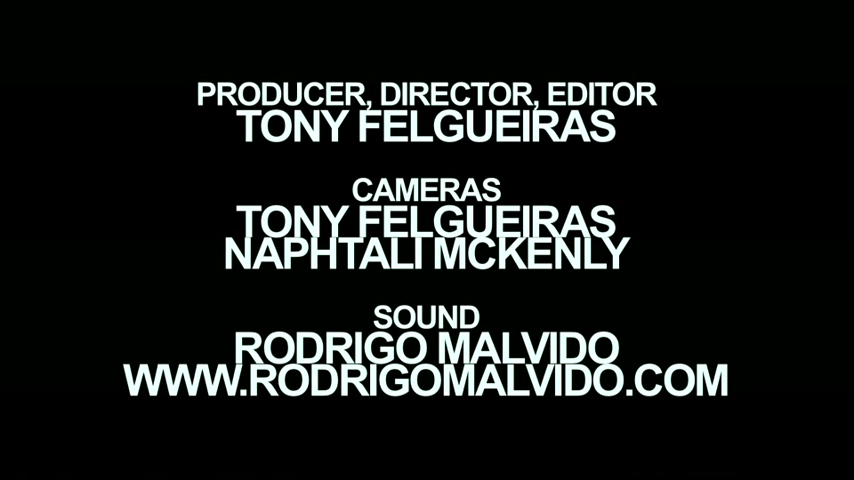 PRODUCER, DIRECTOR, EDITOR
TONY FELGUEIRAS
CAMERAS
TONY FELGUEIRAS
NAPHTALI MCKENLY
SOUND
RODRIGO MALVIDO
WWW.RODRIGOMALVIDO.COM